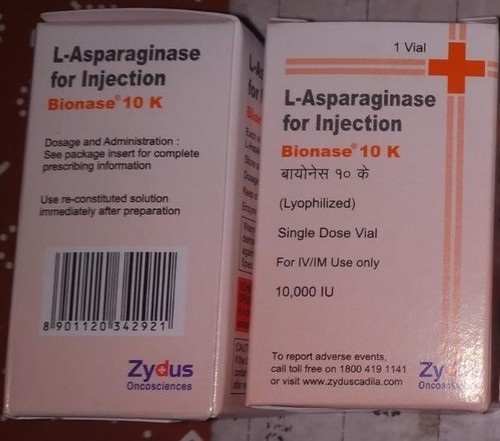 L-Asparaginase
for Injection
Bionase® 10 K
Dosage and Administration :
See package insert for complete
prescribing information
Use re-constituted solution
immediately after preparation
8 901120 342921
Zydus
Oncosciences
1 Vial
L-Asparaginase
for Injection
Bionase® 10 K
बायोनेस १० के
(Lyophilized)
Single Dose Vial
For IV/IM Use only
10,000 IU
To report adverse events,
call toll free on 1800 419 1141
or visit www.zyduscadila.com
Zydus
Oncosciences